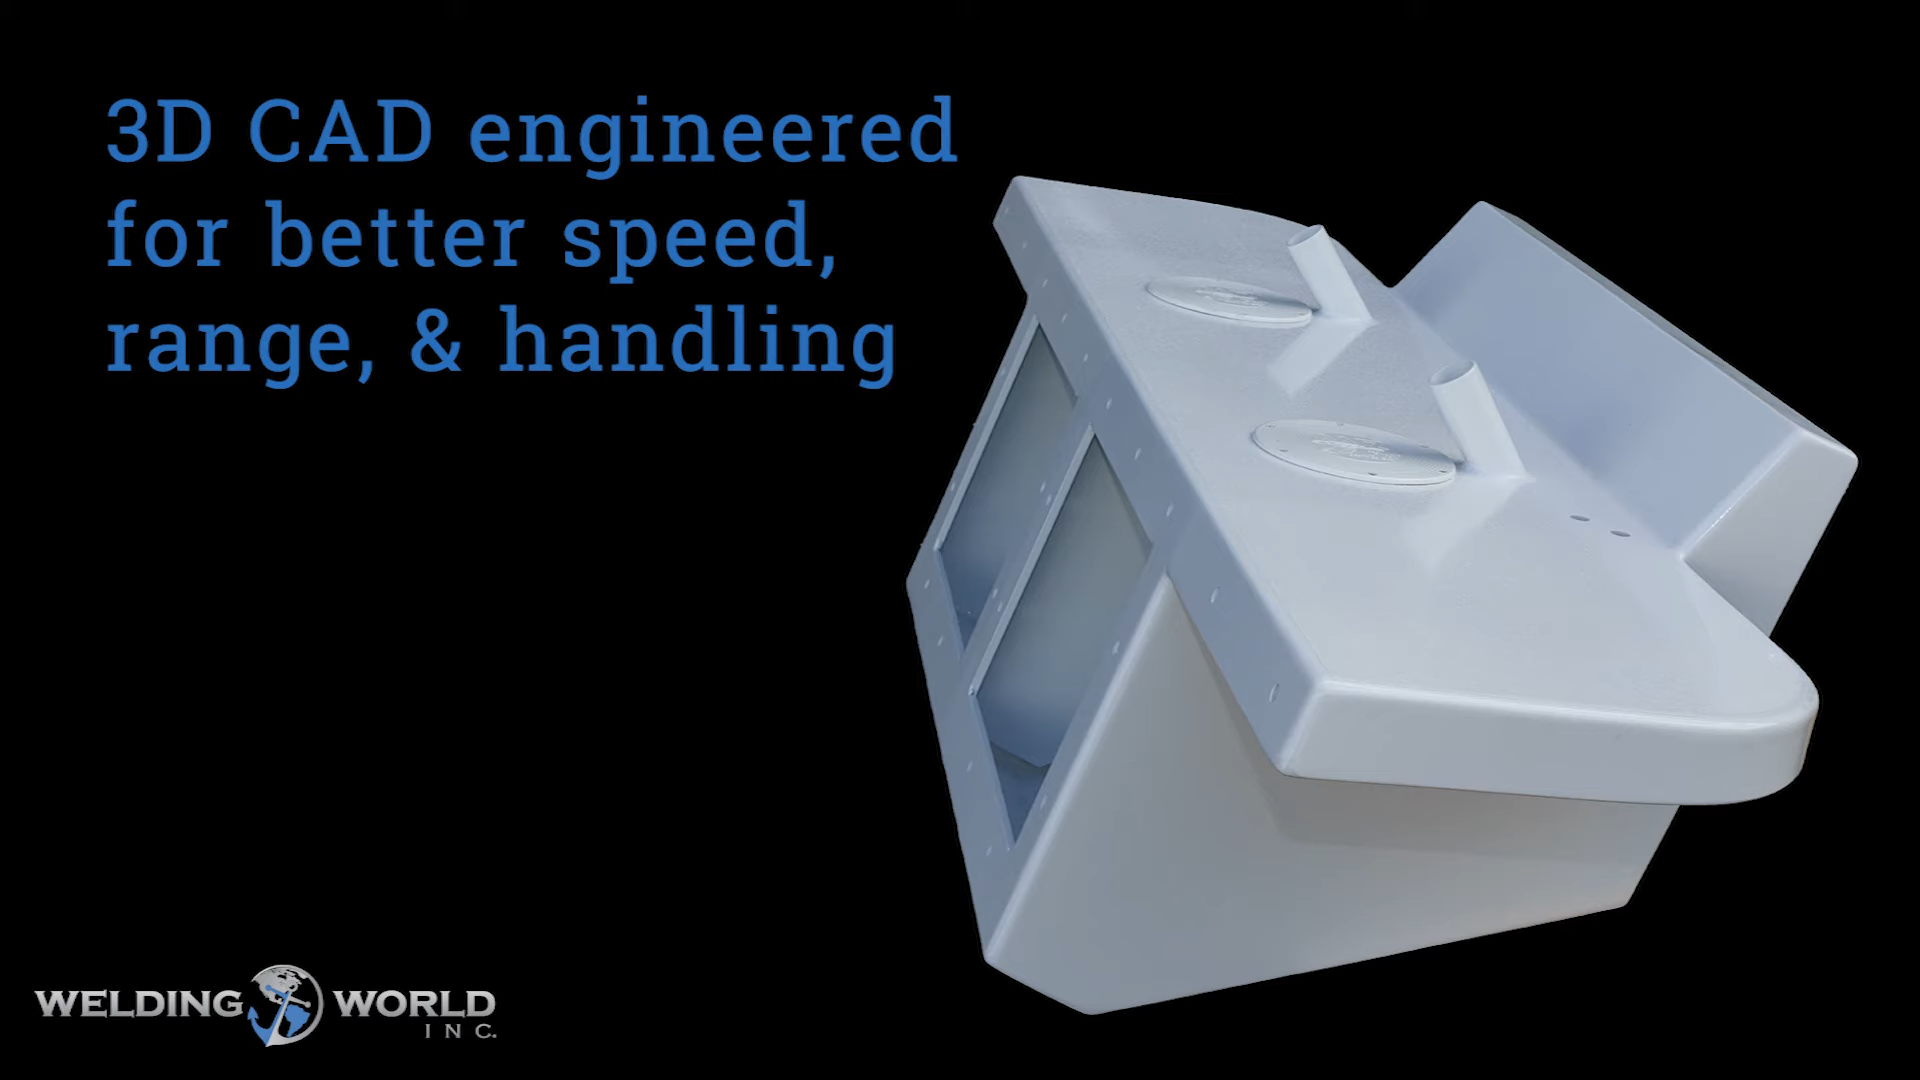 3D CAD engineered
for better speed,
range, & handling
WELDING WORLD
INC.